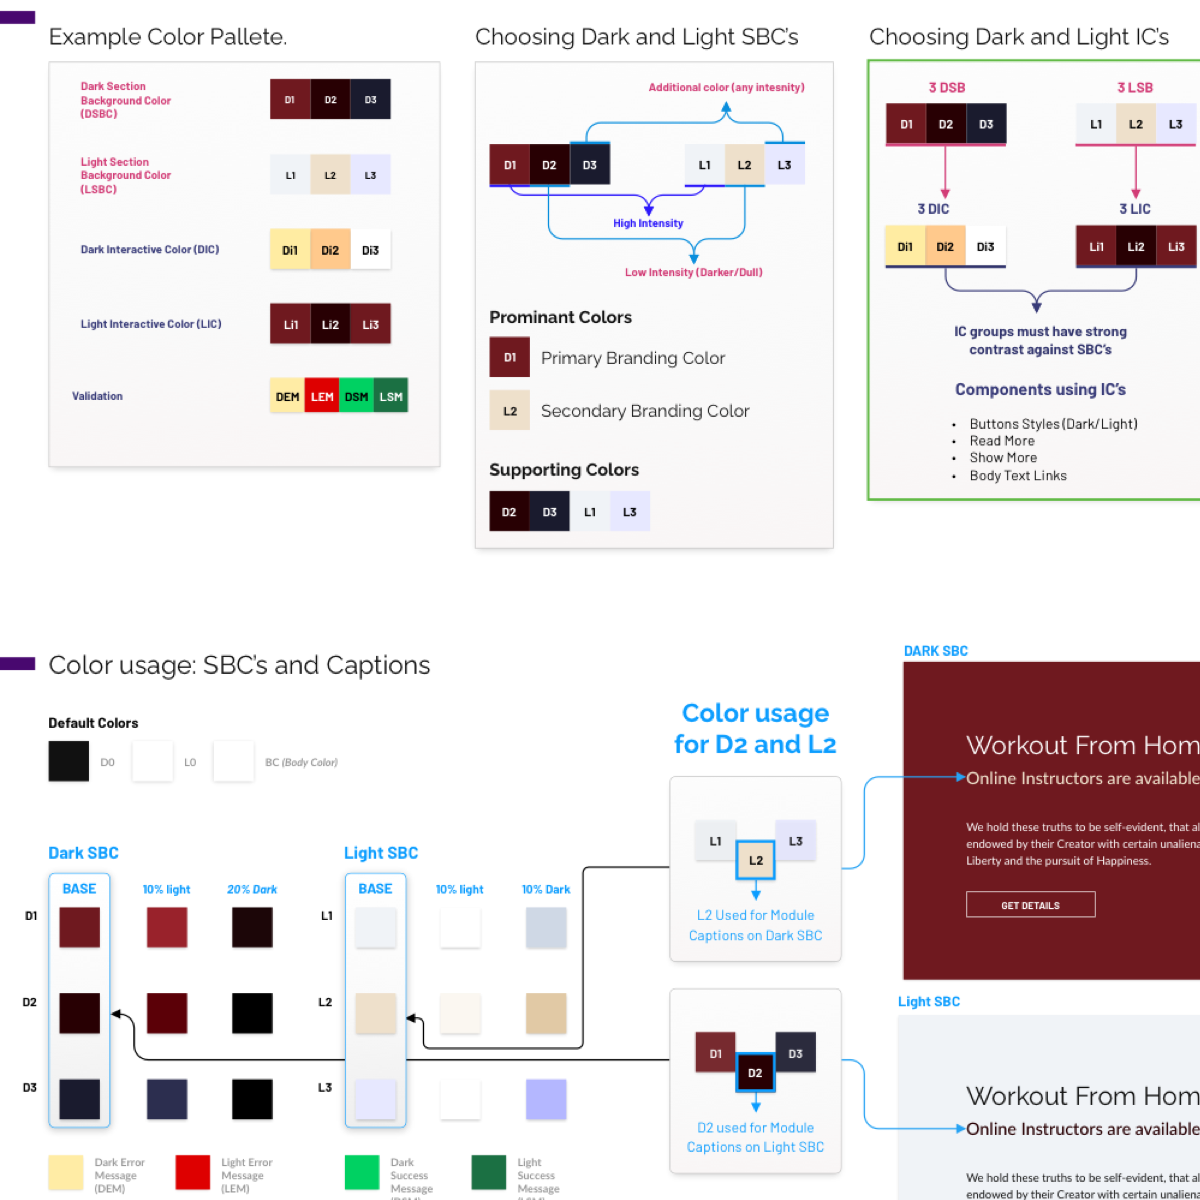 Example Color Pallete.
Dark Section
Background Color
(DSBC)
D1 D2 D3
Light Section
Background Color
(LSBC)
L1 L2 L3
Dark Interactive Color (DIC)
Di1 Di2 Di3
Light Interactive Color (LIC)
Li1 Li2 Li3
Validation
DEM LEM DSM LSM
Choosing Dark and Light SBC's
Additional color (any intesnity)
D1 D2 D3
L1 L2 L3
High Intensity
Low Intensity (Darker/Dull)
Prominant Colors
D1 Primary Branding Color
L2 Secondary Branding Color
Supporting Colors
D2 D3 L1 L3
Choosing Dark and Light IC's
3 DSB 3 LSB
D1 D2 D3
L1 L2 L3
3 DIC 3 LIC
Di1 Di2 Di3
Li1 Li2 Li3
IC groups must have strong
contrast against SBC's
Components using IC's
• Buttons Styles (Dark/Light)
• Read More
• Show More
• Body Text Links
Color usage: SBC's and Captions
Default Colors
D0 L0 BC (Body Color)
Dark SBC
BASE 10% light 20% Dark
D1
D2
D3
Light SBC
BASE 10% light 10% Dark
L1
L2
L3
Dark Error
Message
(DEM)
Light Error
Message
(LEM)
Dark
Success
Message
Light
Success
Message
Color usage
for D2 and L2
L1 L2 L3
L2 Used for Module
Captions on Dark SBC
D1 D2 D3
D2 used for Module
Captions on Light SBC
DARK SBC
Workout From Hom
Online Instructors are available
We hold these truths to be self-evident, that al
endowed by their Creator with certain unaliena
Liberty and the pursuit of Happiness.
GET DETAILS
Light SBC
Workout From Hom
Online Instructors are available
We hold these truths to be self-evident, that al
endowed by their Creator with certain unalien